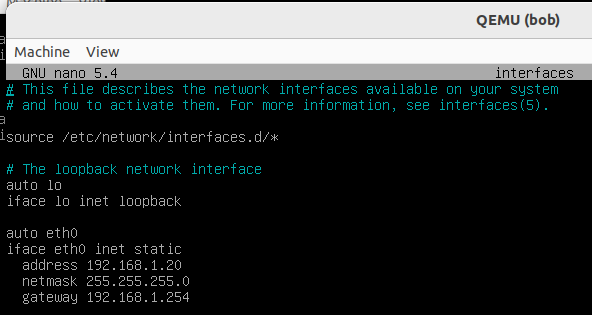 QEMU (bob)
Machine View
GNU nano 5.4 interfaces
# This file describes the network interfaces available on your system
# and how to activate them. For more information, see interfaces(5).
source /etc/network/interfaces.d/*
# The loopback network interface
auto lo
iface lo inet loopback
auto eth0
iface eth0 inet static
address 192.168.1.20
netmask 255.255.255.0
gateway 192.168.1.254